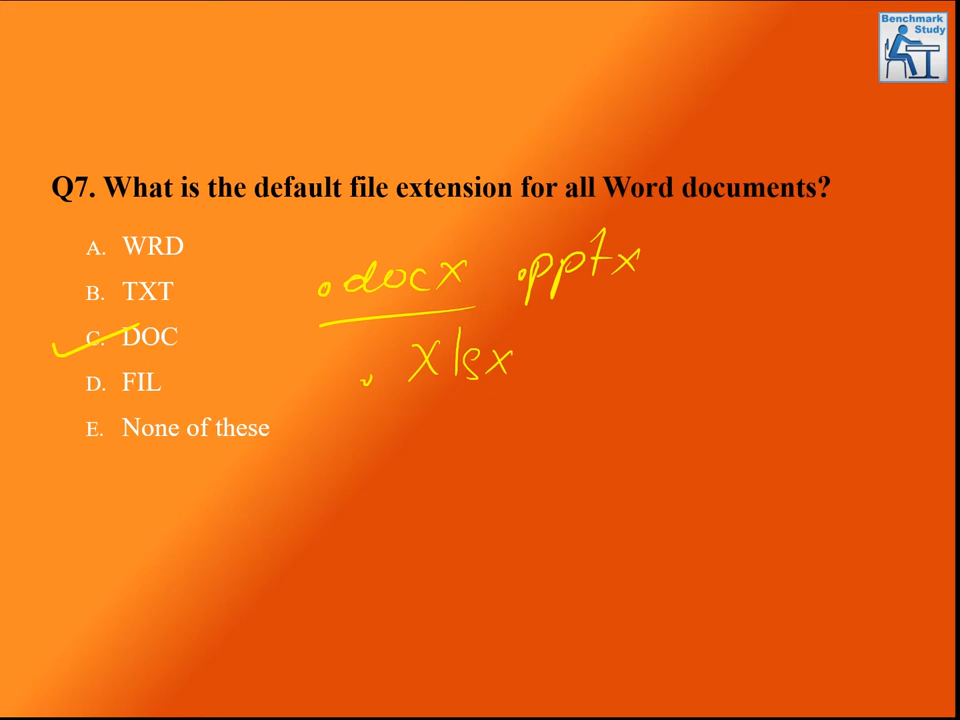 Benchmark
Study
Q7. What is the default file extension for all Word documents?
A. WRD
B. TXT
C. DOC
D. FIL
E. None of these
.docx .pptx
. xlsx